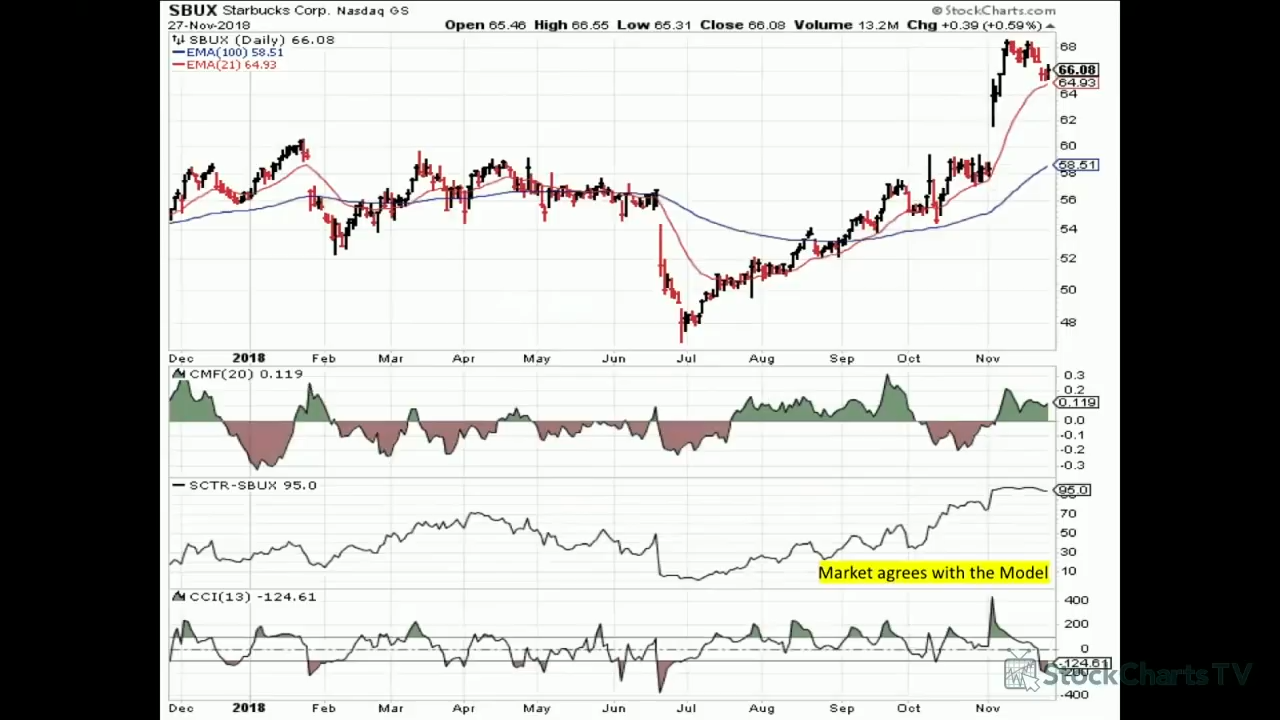 SBUX Starbucks Corp. Nasdaq GS
© StockCharts.com
27-Nov-2018
Open 65.46 High 66.55 Low 65.31 Close 66.08 Volume 13.2M Chg +0.39 (+0.59%)
SBUX (Daily) 66.08
EMA(100) 58.51
EMA(21) 64.93
68
66.08
64.93
64
62
60
58.51
58
56
54
52
50
48
Dec 2018 Feb Mar Apr May Jun Jul Aug Sep Oct Nov
CMF(20) 0.119
0.3
0.2
0.119
0.0
-0.1
-0.2
-0.3
SCTR-SBUX 95.0
95.0
70
50
30
10
Market agrees with the Model
CCI(13) -124.61
400
200
0
-124.61
-200
-400
StockChartsTV
Dec 2018 Feb Mar Apr May Jun Jul Aug Sep Oct Nov